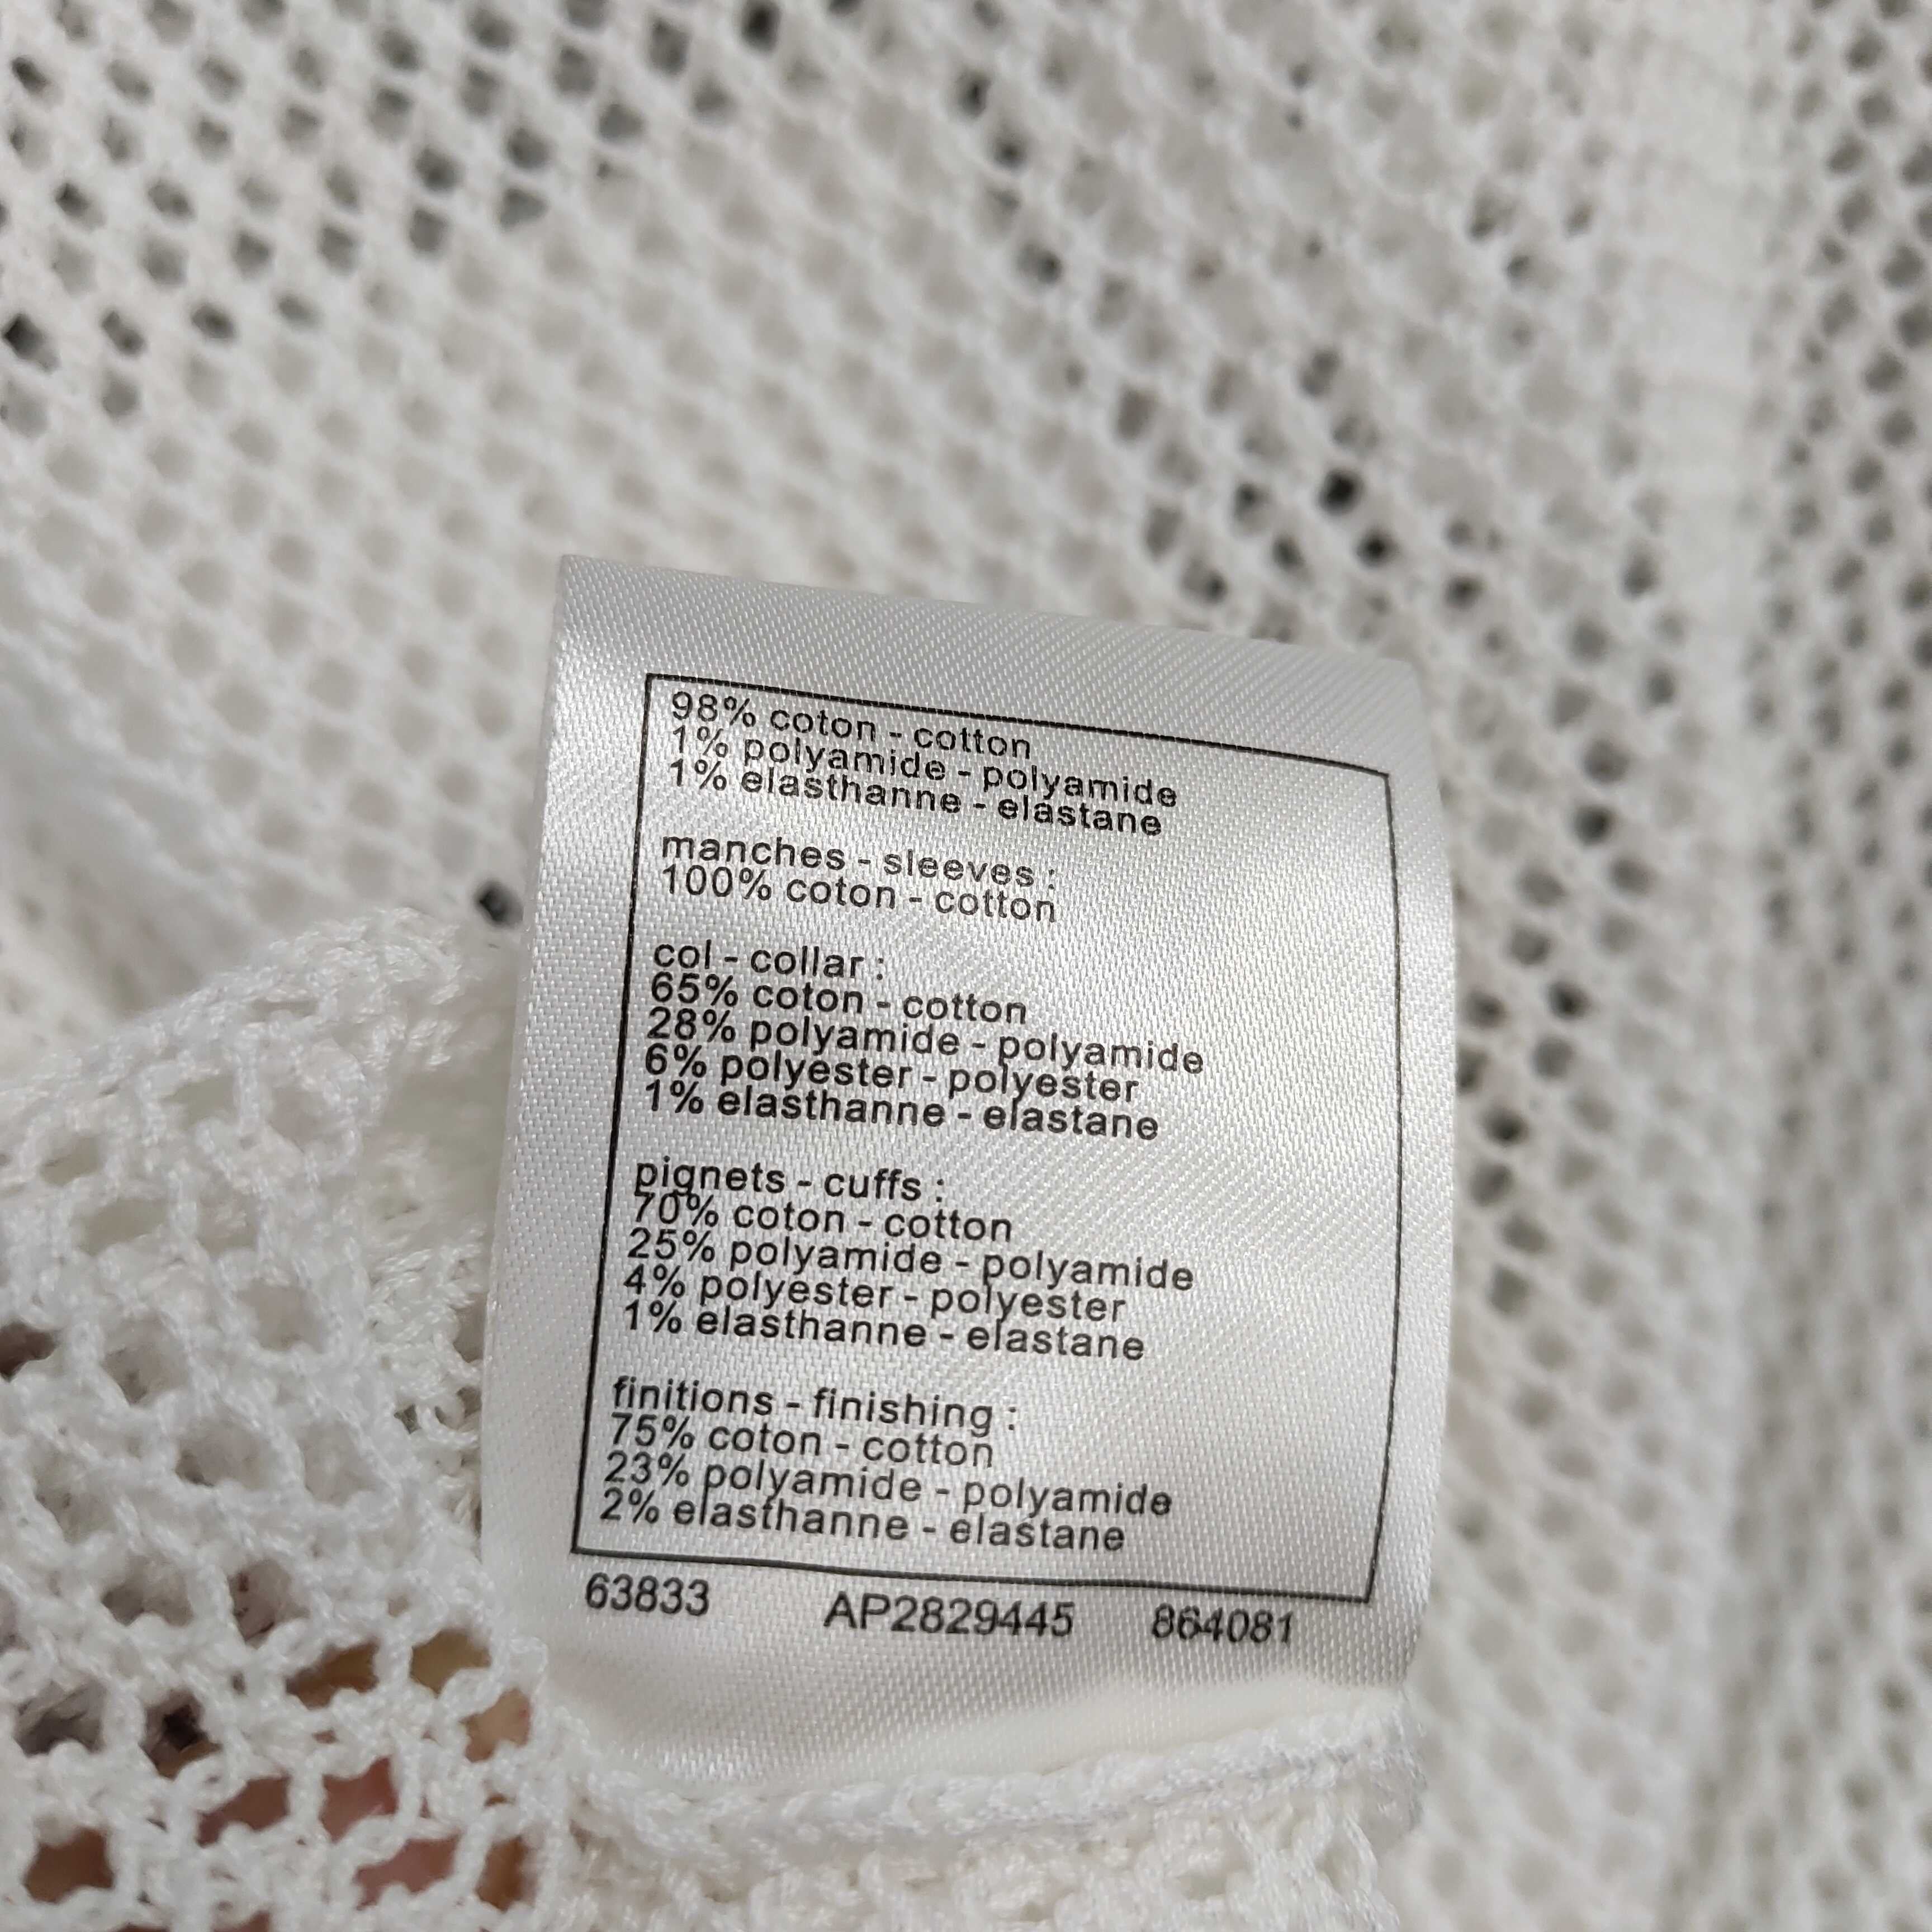 98% coton - cotton
1% polyamide - polyamide
1% elasthanne - elastane
manches - sleeves :
100% coton - cotton
col - collar :
65% coton - cotton
28% polyamide - polyamide
6% polyester - polyester
1% elasthanne - elastane
pignets - cuffs :
70% coton - cotton
25% polyamide - polyamide
4% polyester - polyester
1% elasthanne - elastane
finitions - finishing :
75% coton - cotton
23% polyamide - polyamide
2% elasthanne - elastane
63833 AP2829445 864081